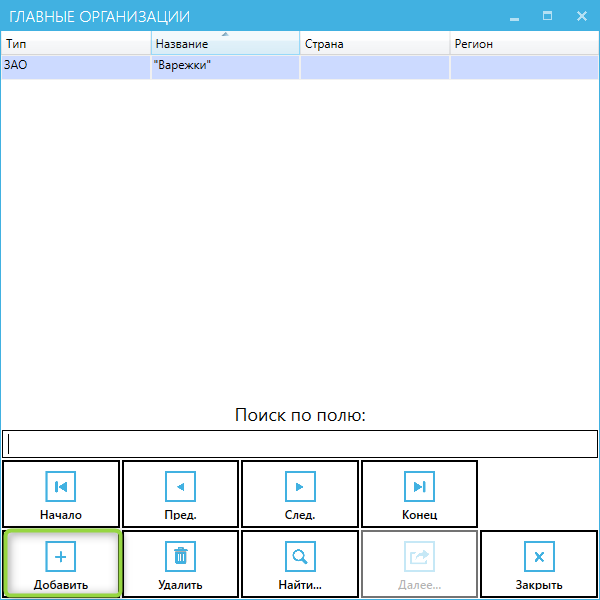 ГЛАВНЫЕ ОРГАНИЗАЦИИ
Тип Название Страна Регион
ЗАО "Варежки"
Поиск по полю:
Начало Пред. След. Конец
Добавить Удалить Найти... Далее... Закрыть